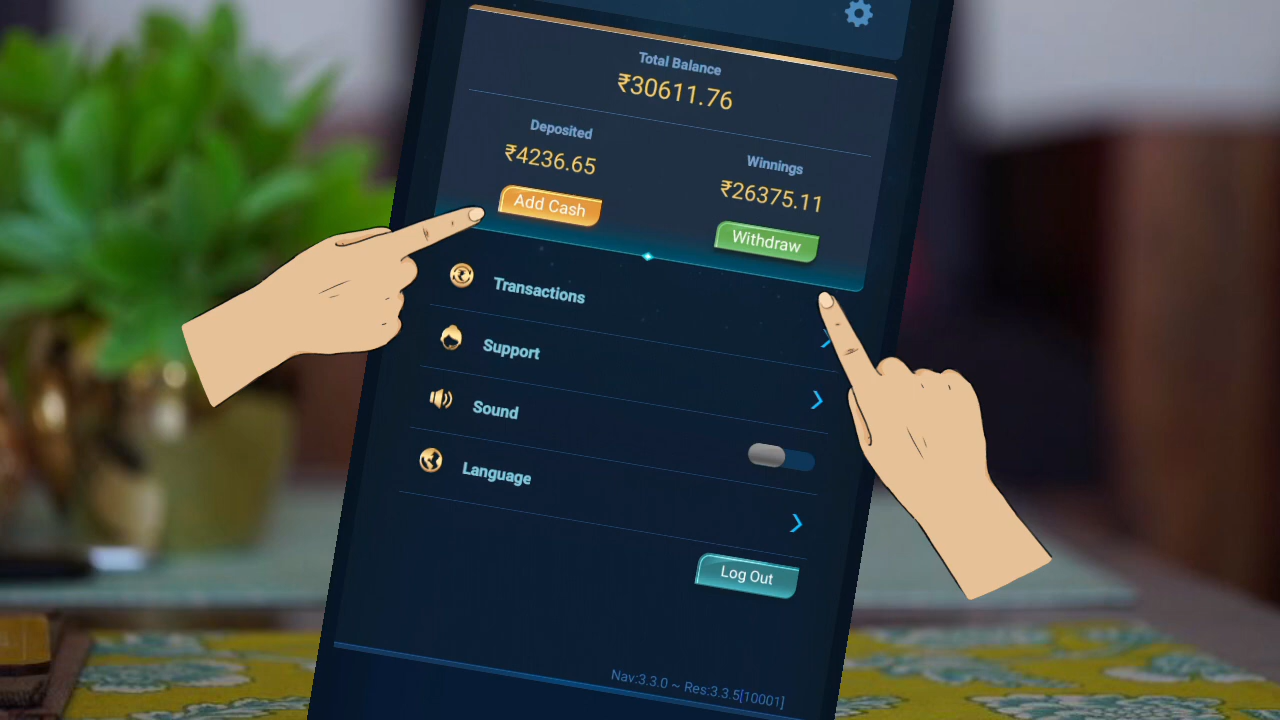 Total Balance
₹30611.76
Deposited
₹4236.65
Winnings
₹26375.11
Add Cash
Withdraw
Transactions
Support
Sound
Language
Log Out
Nav:3.3.0 ~ Res:3.3.5[10001]